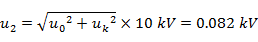 u₂ = √(u₀² + uₖ²) × 10 kV = 0.082 kV